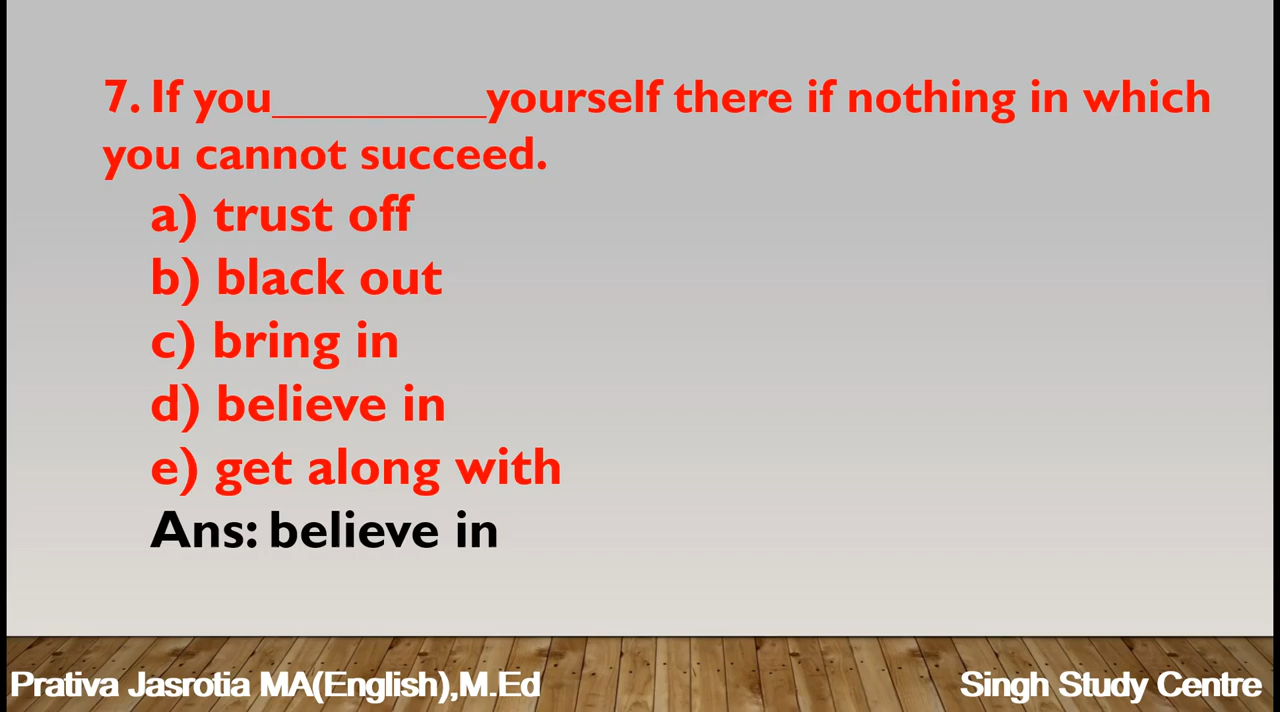 7. If you_________yourself there if nothing in which
you cannot succeed.
a) trust off
b) black out
c) bring in
d) believe in
e) get along with
Ans: believe in
Prativa Jasrotia MA(English),M.Ed
Singh Study Centre